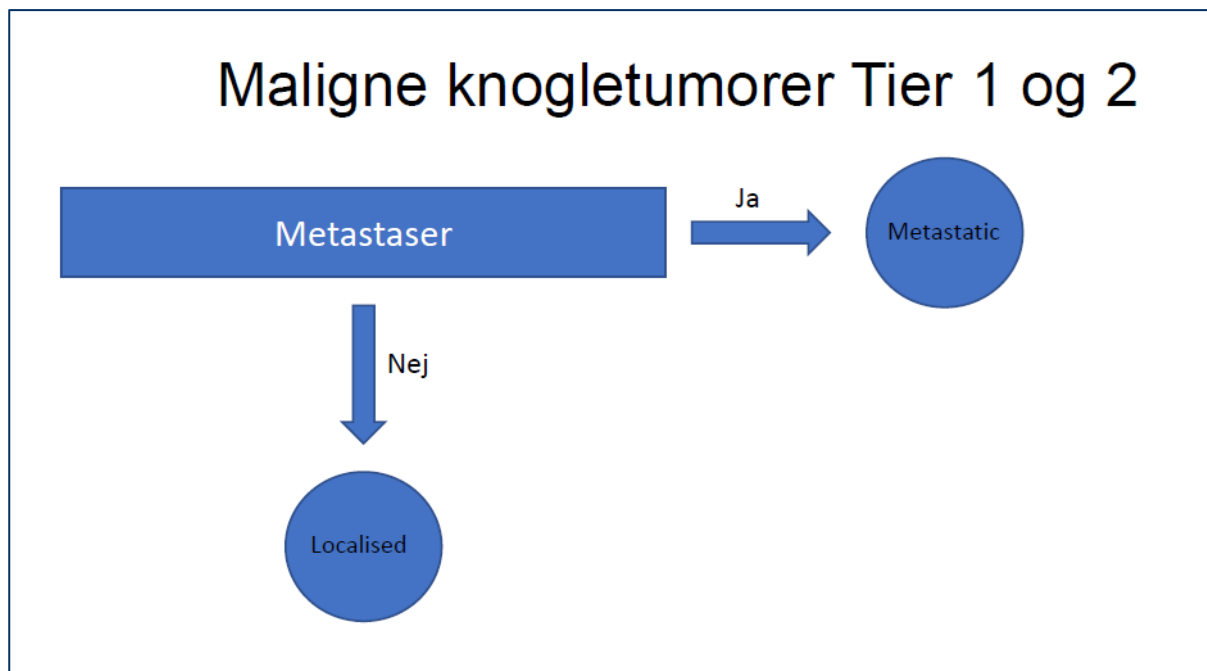 Maligne knogletumorer Tier 1 og 2
Metastaser
Ja
Metastatic
Nej
Localised